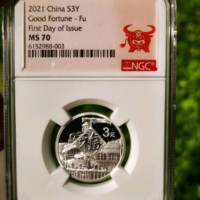 2021 China S3Y
Good Fortune - Fu
First Day of Issue
MS 70
6152988-003
NGC
3元